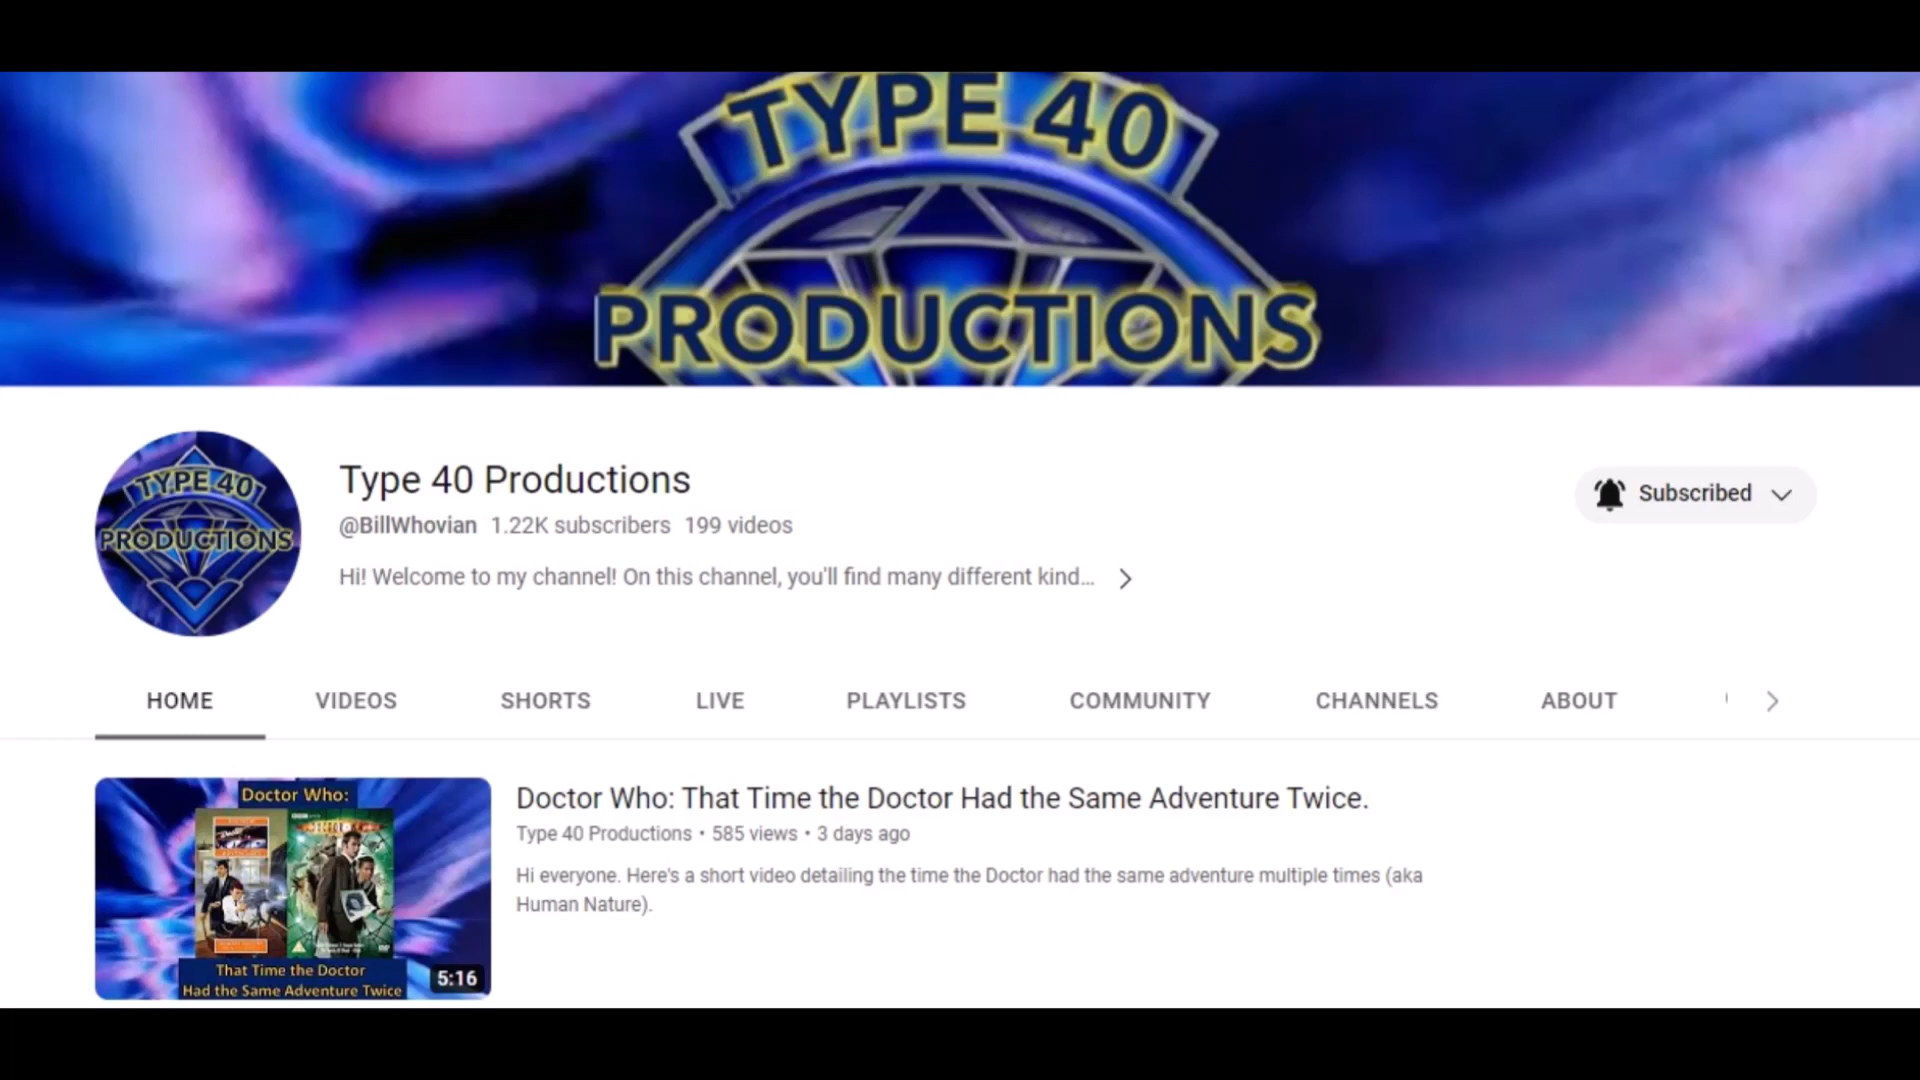 TYPE 40
PRODUCTIONS
TYPE 40
PRODUCTIONS
Type 40 Productions
@BillWhovian 1.22K subscribers 199 videos
Hi! Welcome to my channel! On this channel, you'll find many different kind...
Subscribed
HOME VIDEOS SHORTS LIVE PLAYLISTS COMMUNITY CHANNELS ABOUT
Doctor Who:
That Time the Doctor
Had the Same Adventure Twice
5:16
Doctor Who: That Time the Doctor Had the Same Adventure Twice.
Type 40 Productions • 585 views • 3 days ago
Hi everyone. Here's a short video detailing the time the Doctor had the same adventure multiple times (aka
Human Nature).